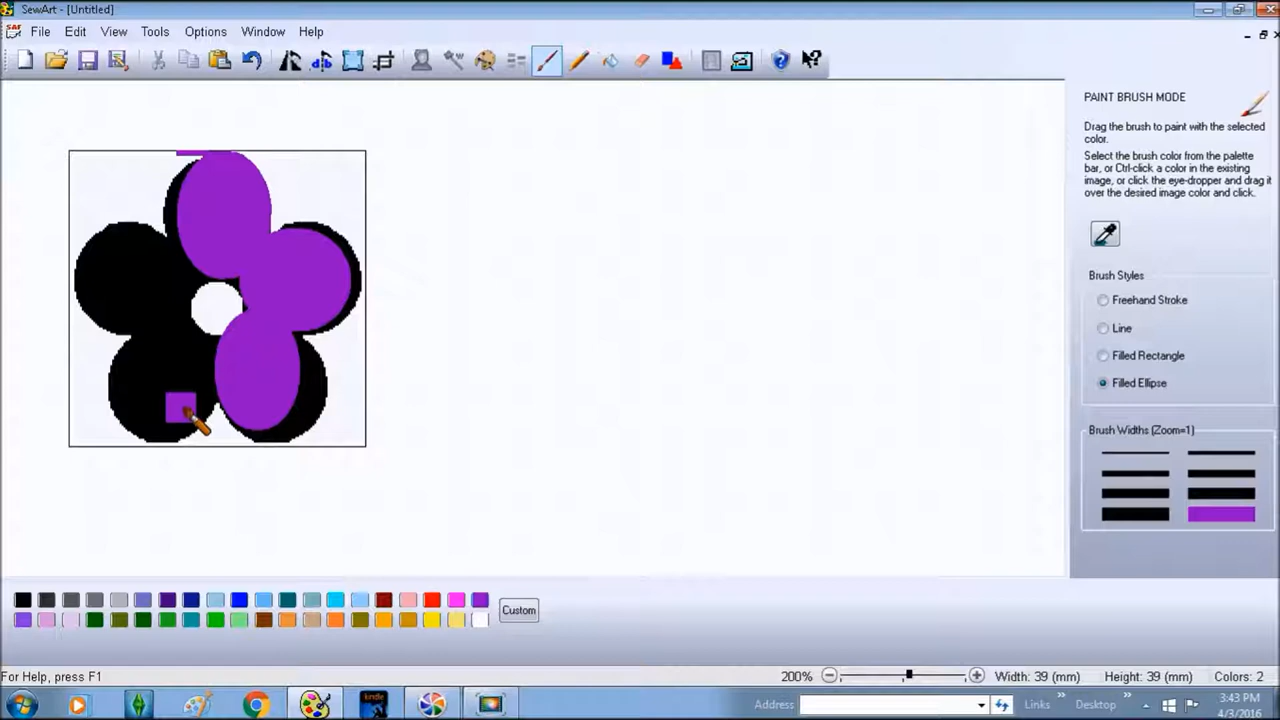 SewArt - [Untitled]
File Edit View Tools Options Window Help
PAINT BRUSH MODE
Drag the brush to paint with the selected
color.
Select the brush color from the palette
bar, or Ctrl-click a color in the existing
image, or click the eye-dropper and drag it
over the desired image color and click.
Brush Styles
Freehand Stroke
Line
Filled Rectangle
Filled Ellipse
Brush Widths (Zoom=1)
Custom
For Help, press F1
200%
Width: 39 (mm)
Height: 39 (mm)
Colors: 2
kindle
Address
Links
Desktop
3:43 PM
4/3/2016